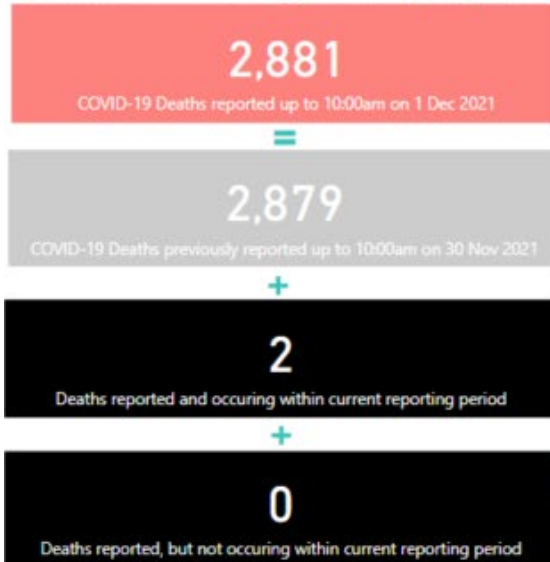 2,881
COVID-19 Deaths reported up to 10:00am on 1 Dec 2021
=
2,879
COVID-19 Deaths previously reported up to 10:00am on 30 Nov 2021
+
2
Deaths reported and occuring within current reporting period
+
0
Deaths reported, but not occuring within current reporting period